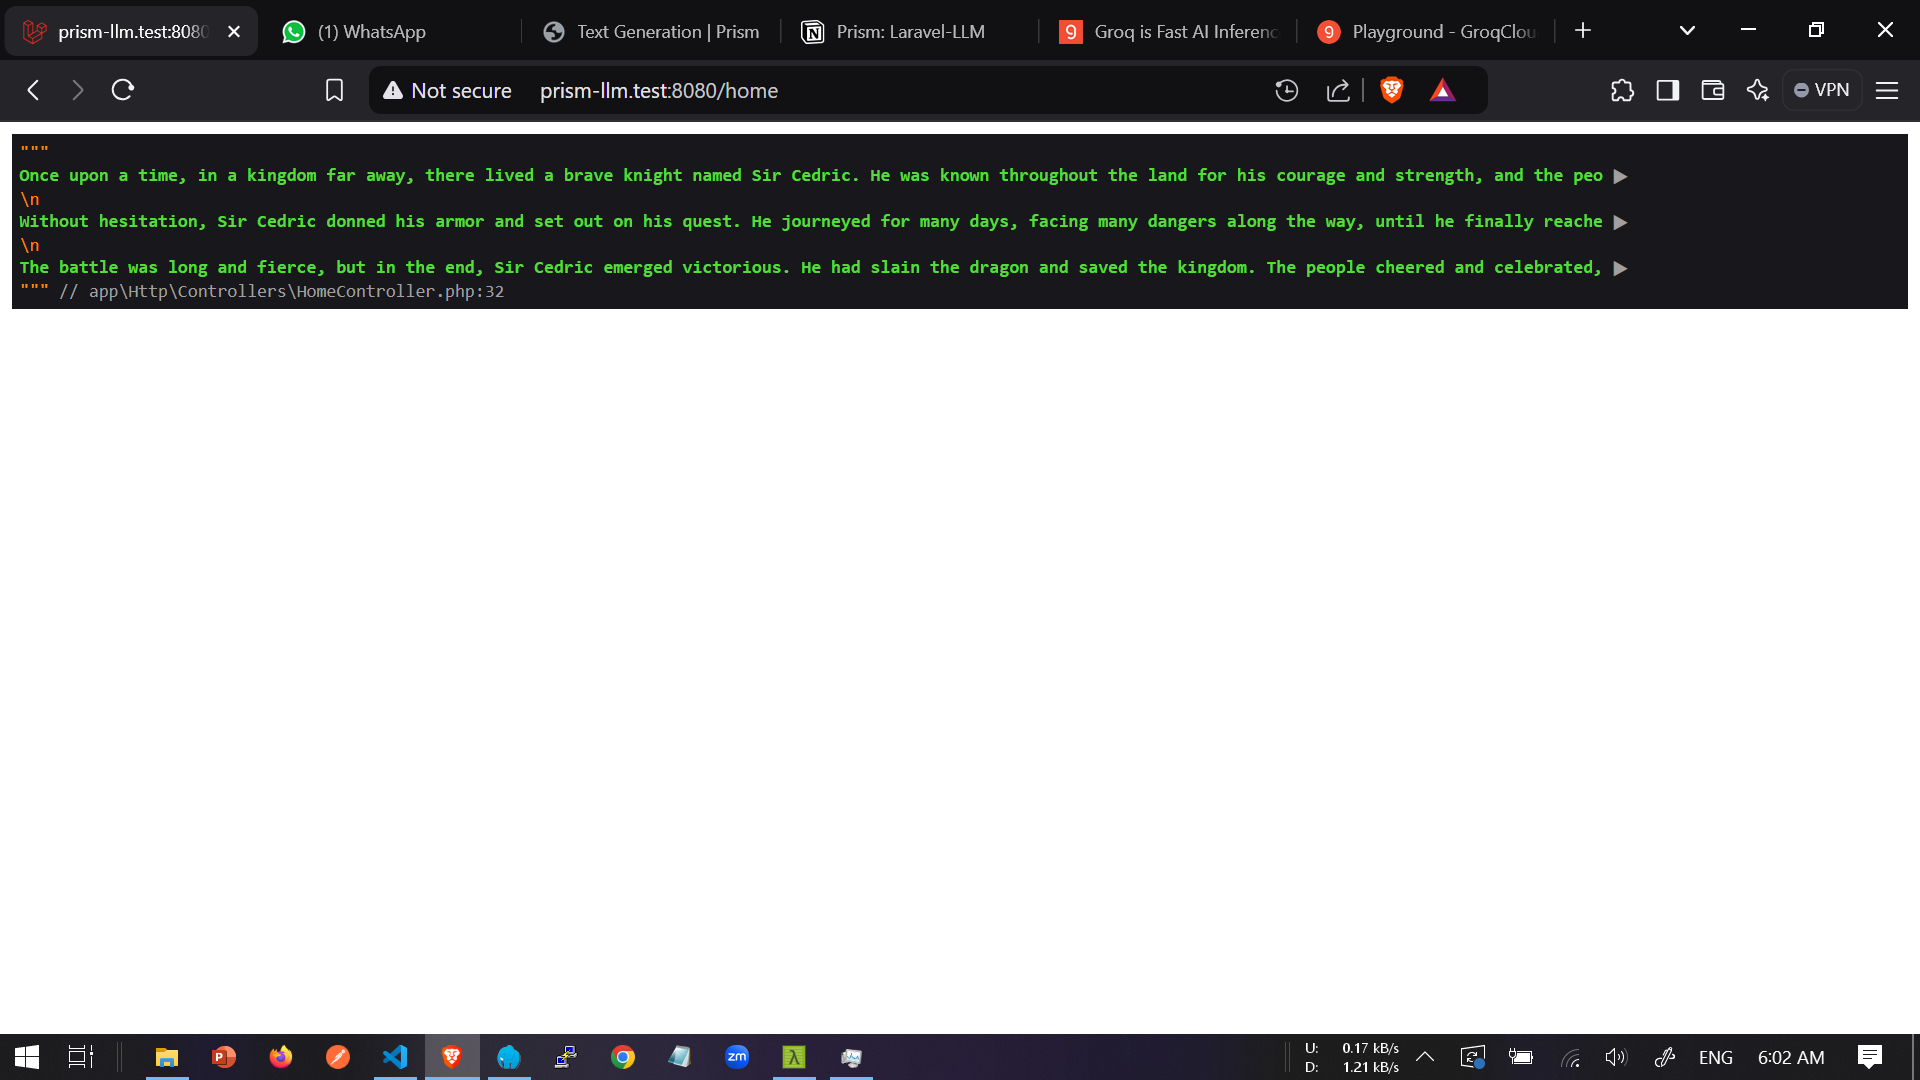 prism-llm.test:8080
(1) WhatsApp
Text Generation | Prism
Prism: Laravel-LLM
Groq is Fast AI Inferenc
Playground - GroqClou
Not secure
prism-llm.test:8080/home
VPN
"""
Once upon a time, in a kingdom far away, there lived a brave knight named Sir Cedric. He was known throughout the land for his courage and strength, and the peo ▶
\n
Without hesitation, Sir Cedric donned his armor and set out on his quest. He journeyed for many days, facing many dangers along the way, until he finally reache ▶
\n
The battle was long and fierce, but in the end, Sir Cedric emerged victorious. He had slain the dragon and saved the kingdom. The people cheered and celebrated, ▶
""" // app\Http\Controllers\HomeController.php:32
U: 0.17 kB/s
D: 1.21 kB/s
ENG
6:02 AM